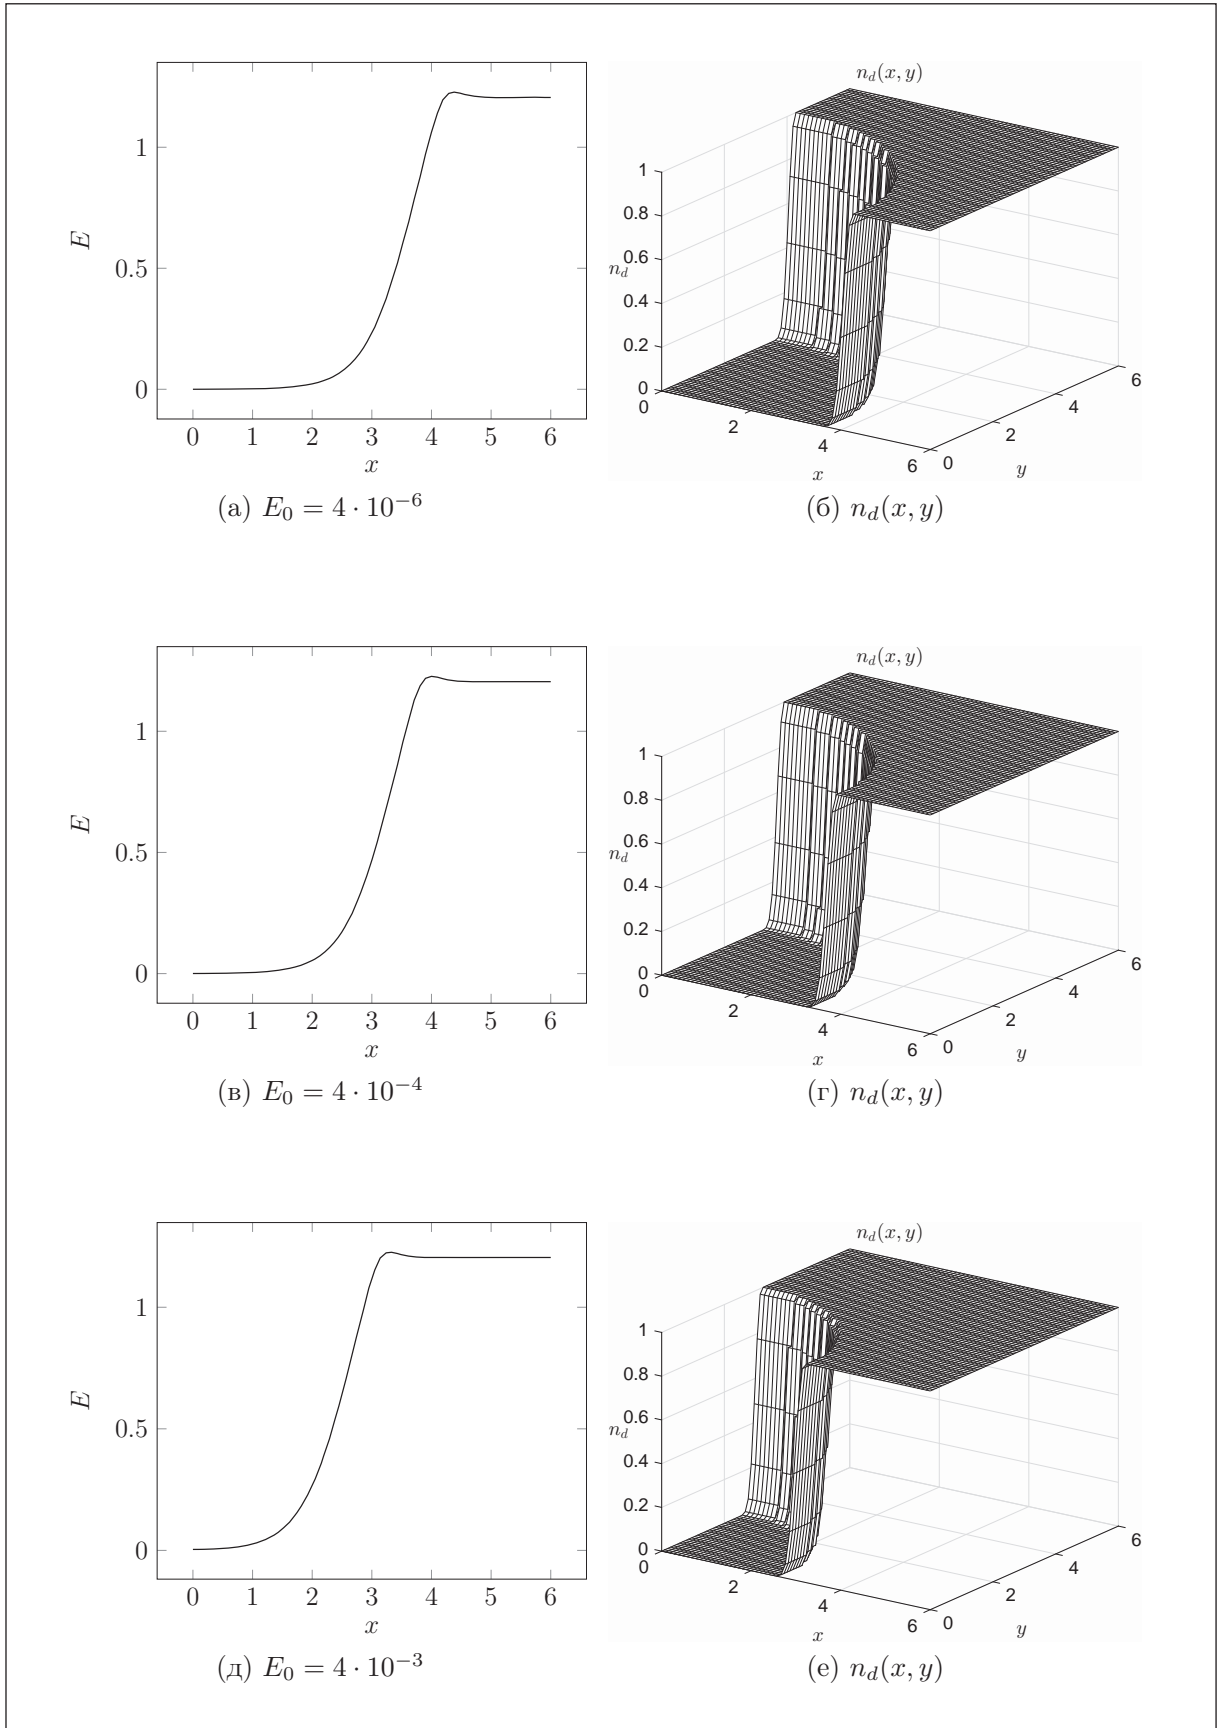 1
0.5
0
E
0 1 2 3 4 5 6
x
(а) E₀ = 4 · 10⁻⁶
n_d(x, y)
1
0.8
0.6
n_d
0.4
0.2
0
0
2
4
6
x
0
2
4
6
y
(б) n_d(x, y)
1
0.5
0
E
0 1 2 3 4 5 6
x
(в) E₀ = 4 · 10⁻⁴
n_d(x, y)
1
0.8
0.6
n_d
0.4
0.2
0
0
2
4
6
x
0
2
4
6
y
(г) n_d(x, y)
1
0.5
0
E
0 1 2 3 4 5 6
x
(д) E₀ = 4 · 10⁻³
n_d(x, y)
1
0.8
0.6
n_d
0.4
0.2
0
0
2
4
6
x
0
2
4
6
y
(е) n_d(x, y)